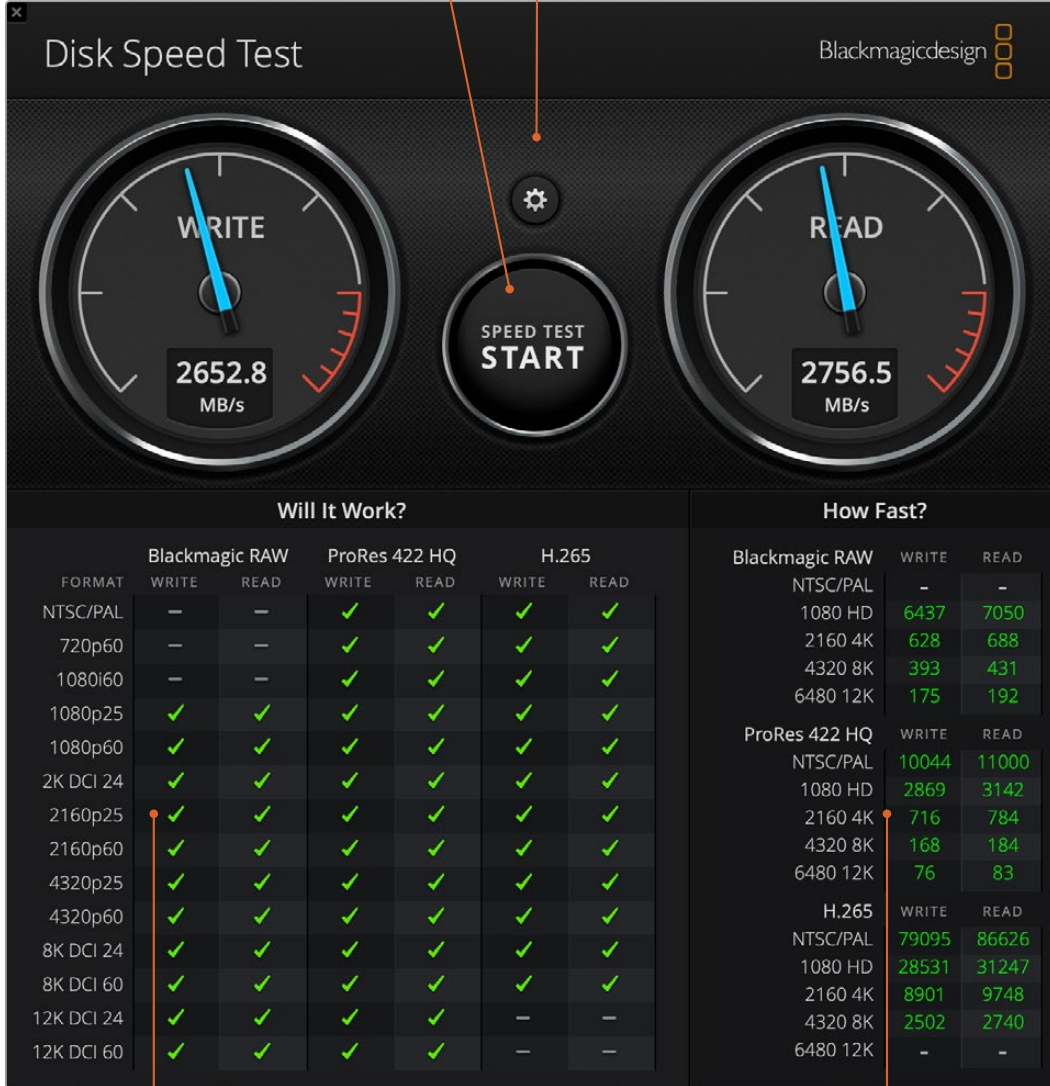 Disk Speed Test
Blackmagicdesign
WRITE
2652.8
MB/s
SPEED TEST
START
READ
2756.5
MB/s
Will It Work?
Blackmagic RAW ProRes 422 HQ H.265
FORMAT WRITE READ WRITE READ WRITE READ
NTSC/PAL – – ✓ ✓ ✓ ✓
720p60 – – ✓ ✓ ✓ ✓
1080i60 – – ✓ ✓ ✓ ✓
1080p25 ✓ ✓ ✓ ✓ ✓ ✓
1080p60 ✓ ✓ ✓ ✓ ✓ ✓
2K DCI 24 ✓ ✓ ✓ ✓ ✓ ✓
2160p25 ✓ ✓ ✓ ✓ ✓ ✓
2160p60 ✓ ✓ ✓ ✓ ✓ ✓
4320p25 ✓ ✓ ✓ ✓ ✓ ✓
4320p60 ✓ ✓ ✓ ✓ ✓ ✓
8K DCI 24 ✓ ✓ ✓ ✓ ✓ ✓
8K DCI 60 ✓ ✓ ✓ ✓ ✓ ✓
12K DCI 24 ✓ ✓ ✓ ✓ – –
12K DCI 60 ✓ ✓ ✓ ✓ – –
How Fast?
Blackmagic RAW WRITE READ
NTSC/PAL - -
1080 HD 6437 7050
2160 4K 628 688
4320 8K 393 431
6480 12K 175 192
ProRes 422 HQ WRITE READ
NTSC/PAL 10044 11000
1080 HD 2869 3142
2160 4K 716 784
4320 8K 168 184
6480 12K 76 83
H.265 WRITE READ
NTSC/PAL 79095 86626
1080 HD 28531 31247
2160 4K 8901 9748
4320 8K 2502 2740
6480 12K - -